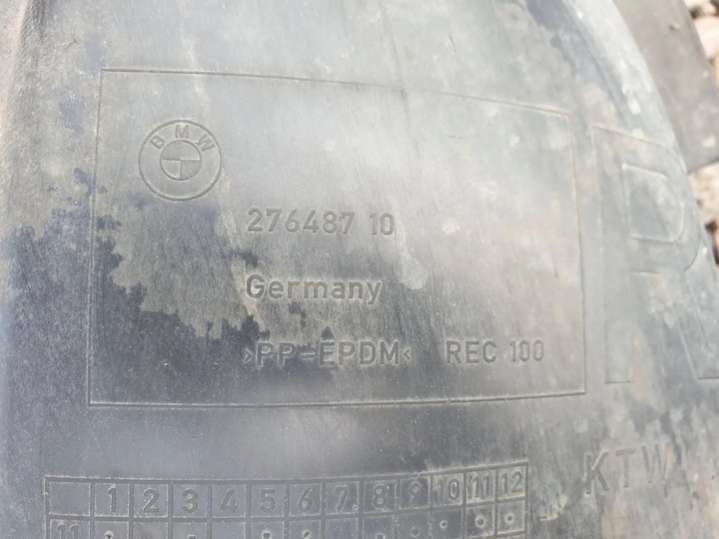 BMW
R
276487 10
Germany
>PP-EPDM< REC 100
KTW
1 2 3 4 5 6 7 8 9 10 11 12
11